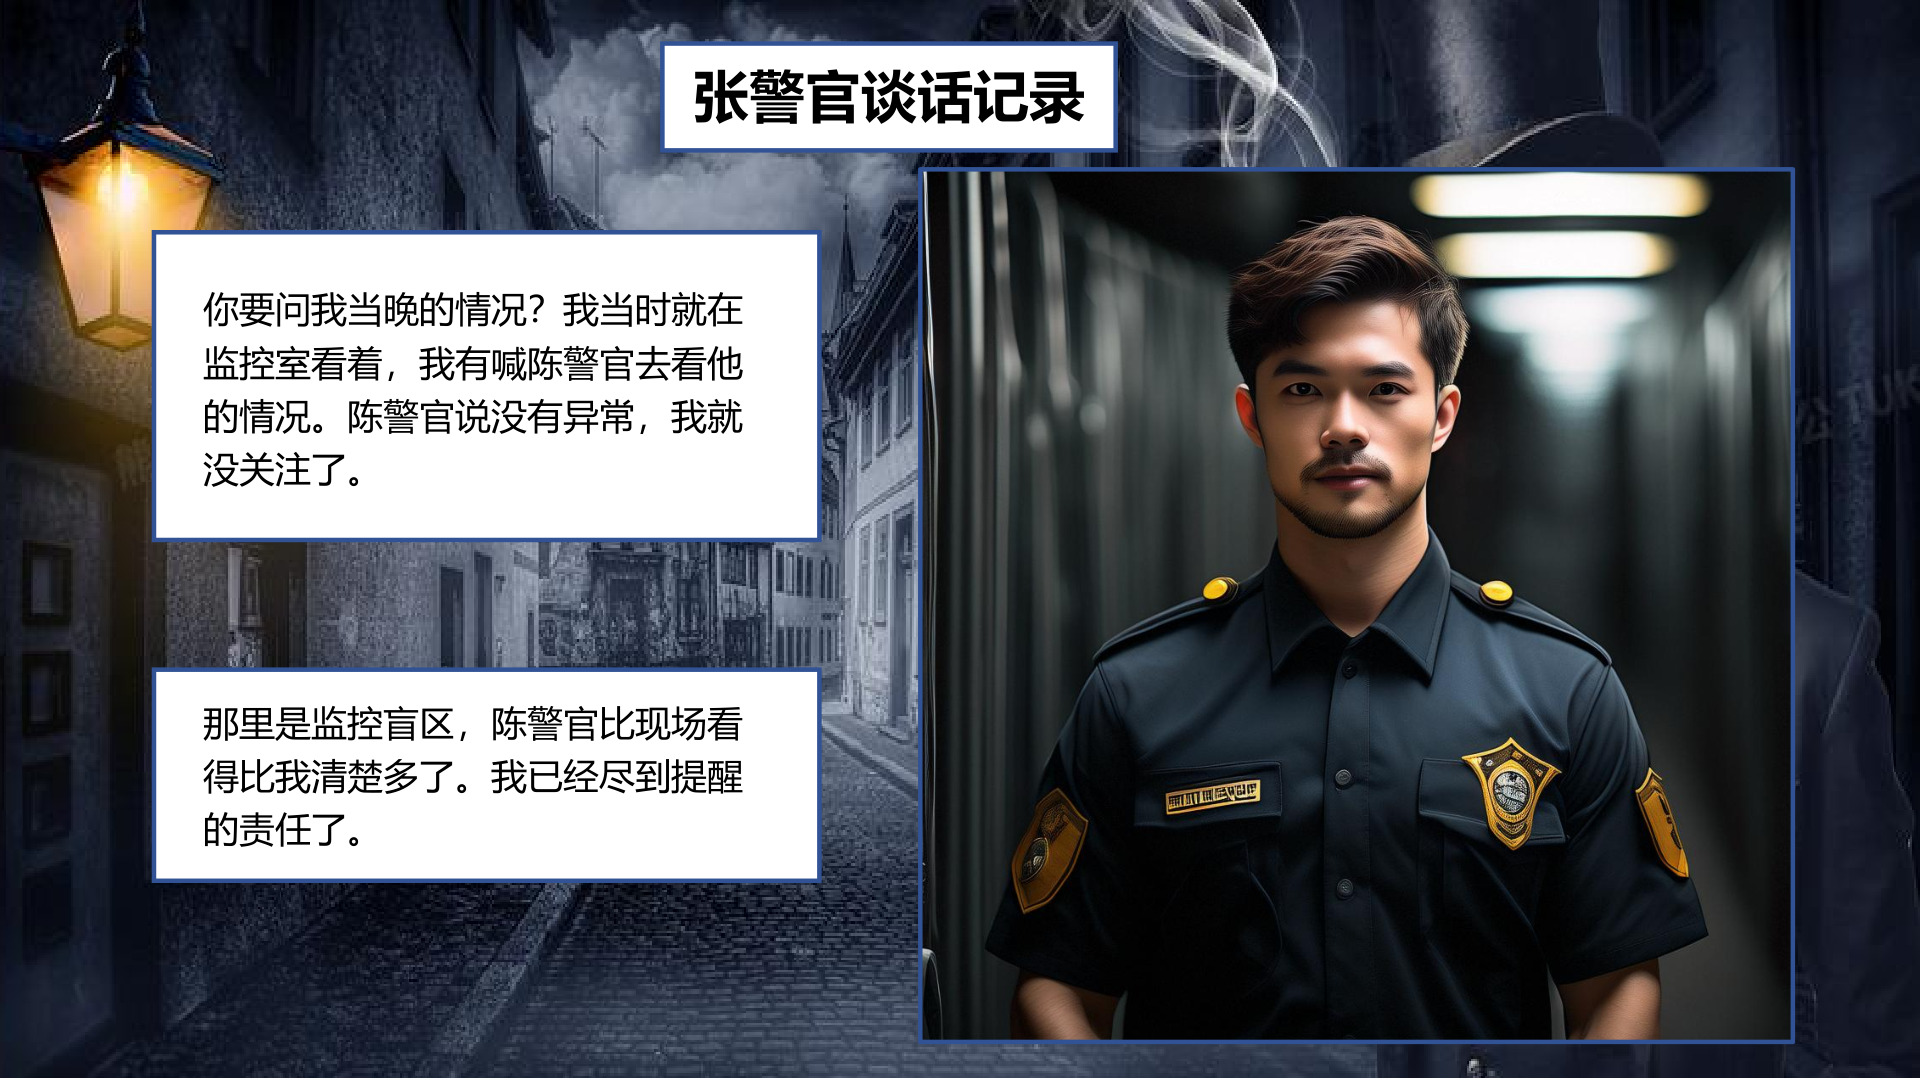 张警官谈话记录
你要问我当晚的情况？我当时就在
监控室看着，我有喊陈警官去看他
的情况。陈警官说没有异常，我就
没关注了。
那里是监控盲区，陈警官比现场看
得比我清楚多了。我已经尽到提醒
的责任了。